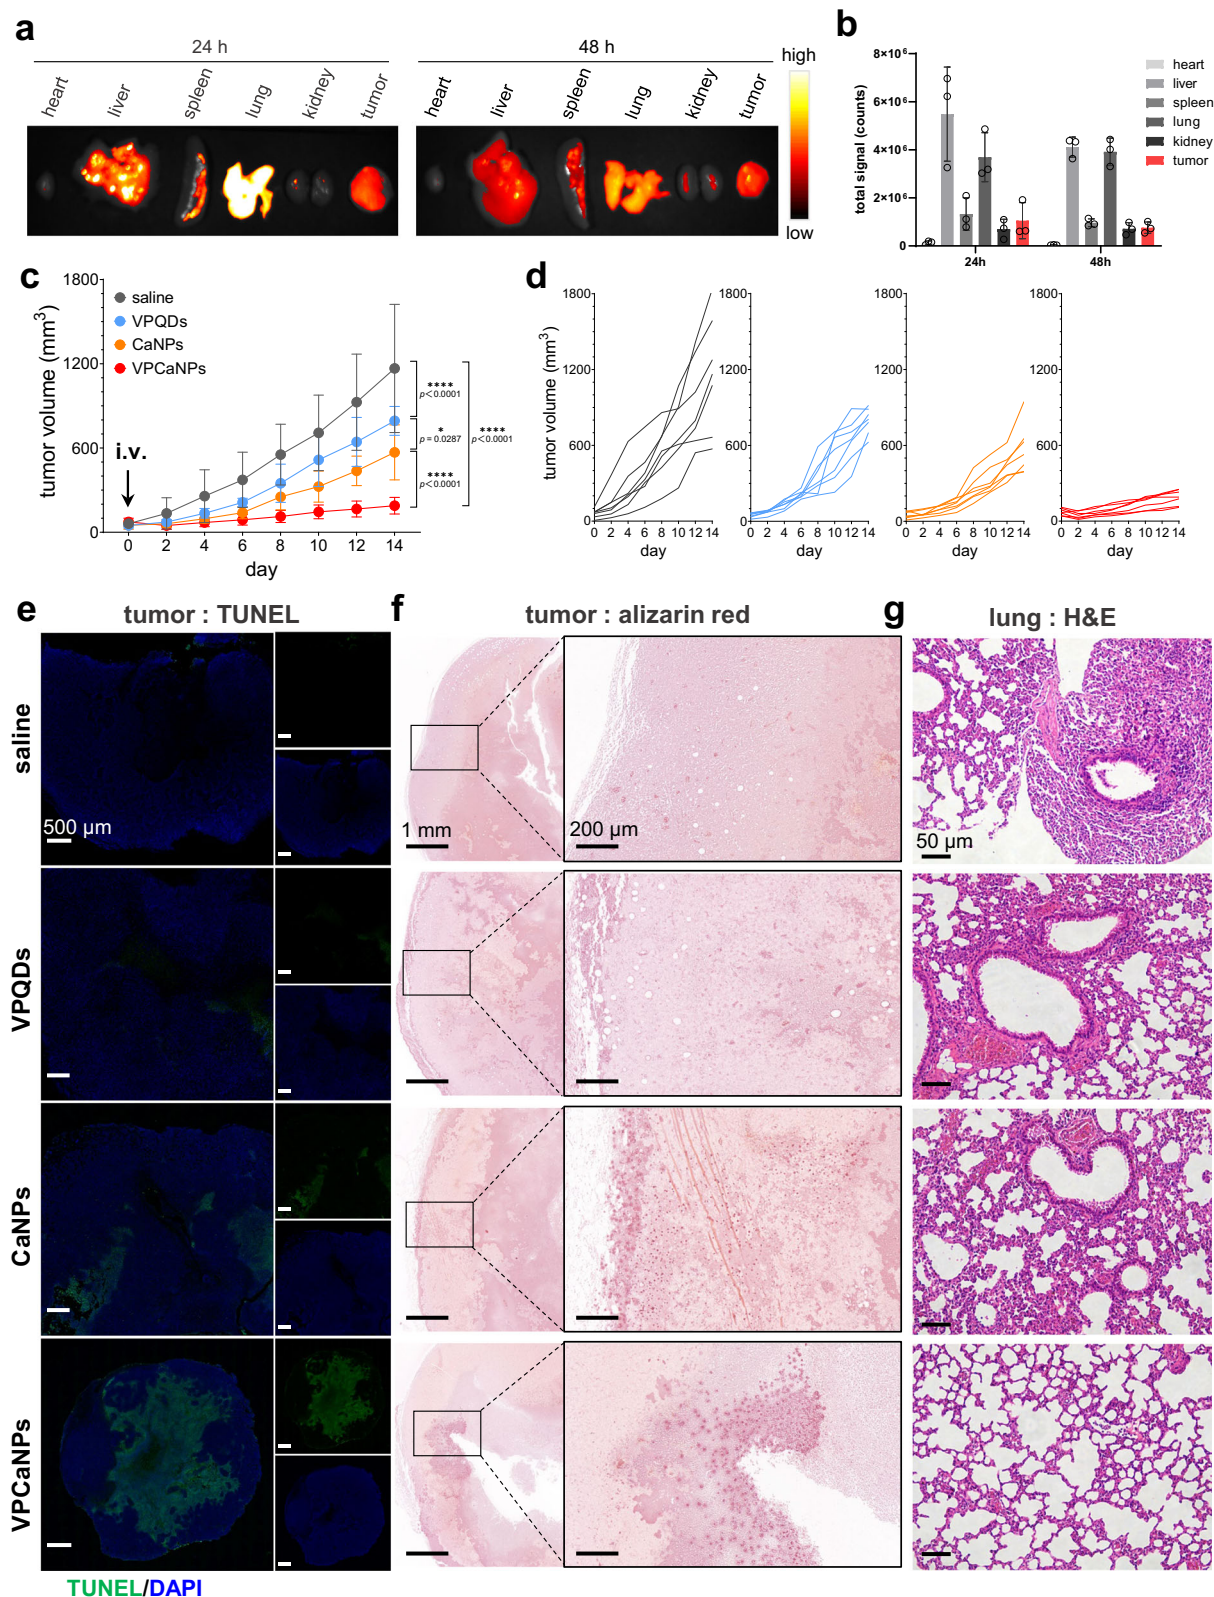 a
24 h
48 h
heart
liver
spleen
lung
kidney
tumor
heart
liver
spleen
lung
kidney
tumor
high
low
b
total signal (counts)
8×10⁶
6×10⁶
4×10⁶
2×10⁶
0
24h
48h
heart
liver
spleen
lung
kidney
tumor
c
tumor volume (mm³)
1800
1200
600
0
saline
VPQDs
CaNPs
VPCaNPs
i.v.
****
p<0.0001
*
p=0.0287
****
p<0.0001
****
p<0.0001
0 2 4 6 8 10 12 14
day
d
tumor volume (mm³)
1800
1200
600
0
0 2 4 6 8 10 12 14
day
1800
1200
600
0
0 2 4 6 8 10 12 14
day
1800
1200
600
0
0 2 4 6 8 10 12 14
day
1800
1200
600
0
0 2 4 6 8 10 12 14
day
e
tumor : TUNEL
f
tumor : alizarin red
g
lung : H&E
saline
500 µm
1 mm
200 µm
50 µm
VPQDs
CaNPs
VPCaNPs
TUNEL/DAPI